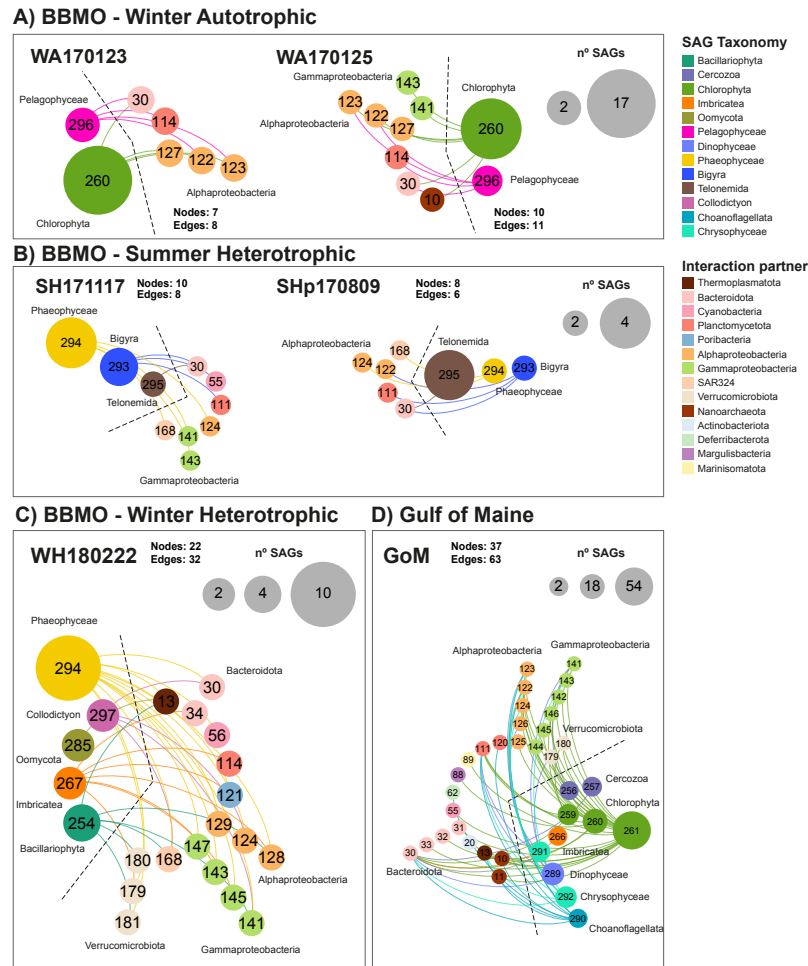 A) BBMO - Winter Autotrophic
WA170123
Pelagophyceae
30
296
114
127
122
123
260
Alphaproteobacteria
Chlorophyta
Nodes: 7
Edges: 8
WA170125
Gammaproteobacteria
143
Chlorophyta
123
141
122
Alphaproteobacteria
127
260
114
30
296
10
Pelagophyceae
Nodes: 10
Edges: 11
nº SAGs
2
17
B) BBMO - Summer Heterotrophic
SH171117
Nodes: 10
Edges: 8
Phaeophyceae
294
Bigyra
293
30
295
55
Telonemida
111
124
168
141
143
Gammaproteobacteria
SHp170809
Nodes: 8
Edges: 6
Telonemida
Alphaproteobacteria
168
124
122
295
294
293
Bigyra
111
Phaeophyceae
30
nº SAGs
2
4
C) BBMO - Winter Heterotrophic
WH180222
Nodes: 22
Edges: 32
nº SAGs
2
4
10
Phaeophyceae
294
Bacteroidota
30
13
Collodictyon
297
34
285
56
Oomycota
114
267
121
Imbricatea
254
129
124
Bacillariophyta
147
128
180
168
143
Alphaproteobacteria
179
145
181
141
Verrucomicrobiota
Gammaproteobacteria
D) Gulf of Maine
GoM
Nodes: 37
Edges: 63
nº SAGs
2
18
54
Gammaproteobacteria
Alphaproteobacteria
123
141
122
143
124
142
126
146
Verrucomicrobiota
145
125
120
144
180
111
179
89
88
Cercozoa
256
257
62
Chlorophyta
55
259
260
261
31
32
266
33
20
30
13
291
Imbricatea
10
Bacteroidota
11
289
Dinophyceae
292
Chrysophyceae
290
Choanoflagellata
SAG Taxonomy
Bacillariophyta
Cercozoa
Chlorophyta
Imbricatea
Oomycota
Pelagophyceae
Dinophyceae
Phaeophyceae
Bigyra
Telonemida
Collodictyon
Choanoflagellata
Chrysophyceae
Interaction partner
Thermoplasmatota
Bacteroidota
Cyanobacteria
Planctomycetota
Poribacteria
Alphaproteobacteria
Gammaproteobacteria
SAR324
Verrucomicrobiota
Nanoarchaeota
Actinobacteriota
Deferribacterota
Margulisbacteria
Marinisomatota